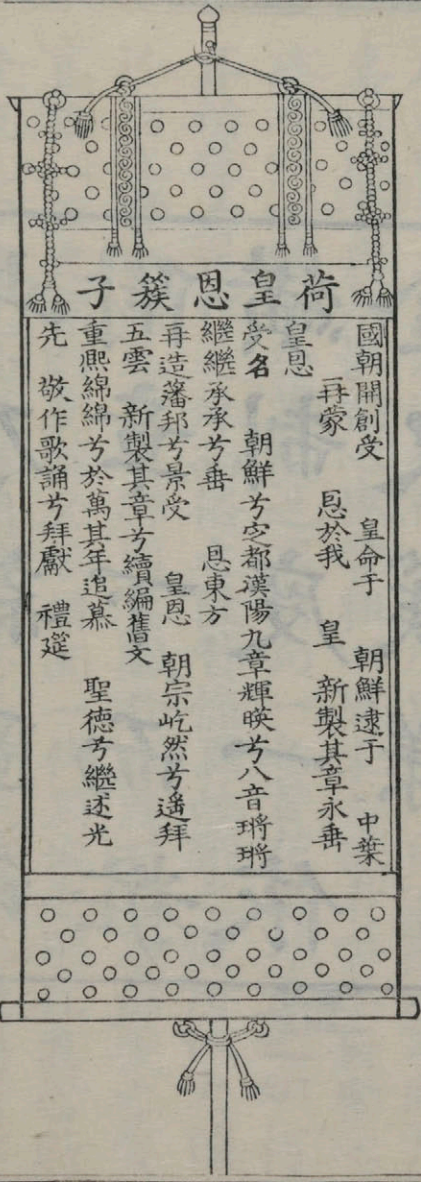 荷皇恩簇子
國朝開創受 皇命于 朝鮮逮于 中葉
再蒙 恩於我 皇 新製其章永垂
皇恩
受名 朝鮮兮定都漢陽九章輝暎兮八音瑺瑺
繼繼承承兮垂 恩東方
再造藩邦兮景受 皇恩 朝宗屹然兮遙拜
五雲 新製其章兮續編舊文
重熙綿綿兮於萬其年追慕 聖德兮繼述光
先 敬作歌誦兮拜獻 禮筵